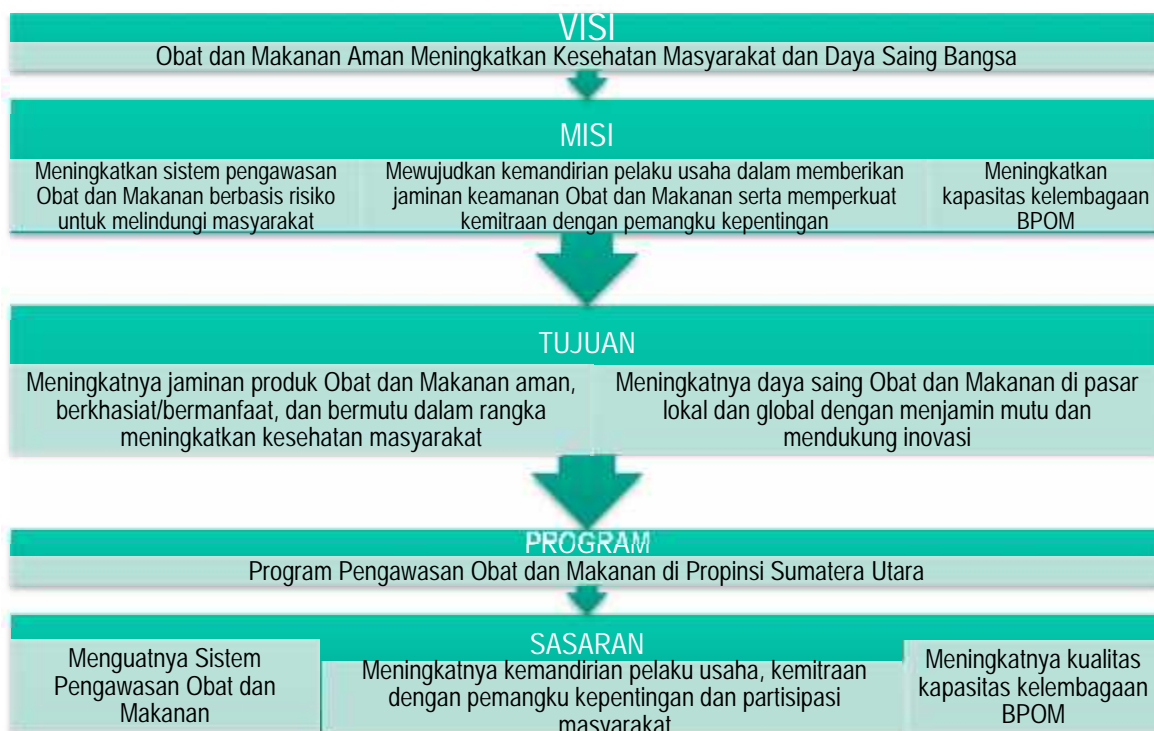 VISI
Obat dan Makanan Aman Meningkatkan Kesehatan Masyarakat dan Daya Saing Bangsa
MISI
Meningkatkan sistem pengawasan
Obat dan Makanan berbasis risiko
untuk melindungi masyarakat
Mewujudkan kemandirian pelaku usaha dalam memberikan
jaminan keamanan Obat dan Makanan serta memperkuat
kemitraan dengan pemangku kepentingan
Meningkatkan
kapasitas kelembagaan
BPOM
TUJUAN
Meningkatnya jaminan produk Obat dan Makanan aman,
berkhasiat/bermanfaat, dan bermutu dalam rangka
meningkatkan kesehatan masyarakat
Meningkatnya daya saing Obat dan Makanan di pasar
lokal dan global dengan menjamin mutu dan
mendukung inovasi
PROGRAM
Program Pengawasan Obat dan Makanan di Propinsi Sumatera Utara
SASARAN
Menguatnya Sistem
Pengawasan Obat dan
Makanan
Meningkatnya kemandirian pelaku usaha, kemitraan
dengan pemangku kepentingan dan partisipasi
masyarakat
Meningkatnya kualitas
kapasitas kelembagaan
BPOM